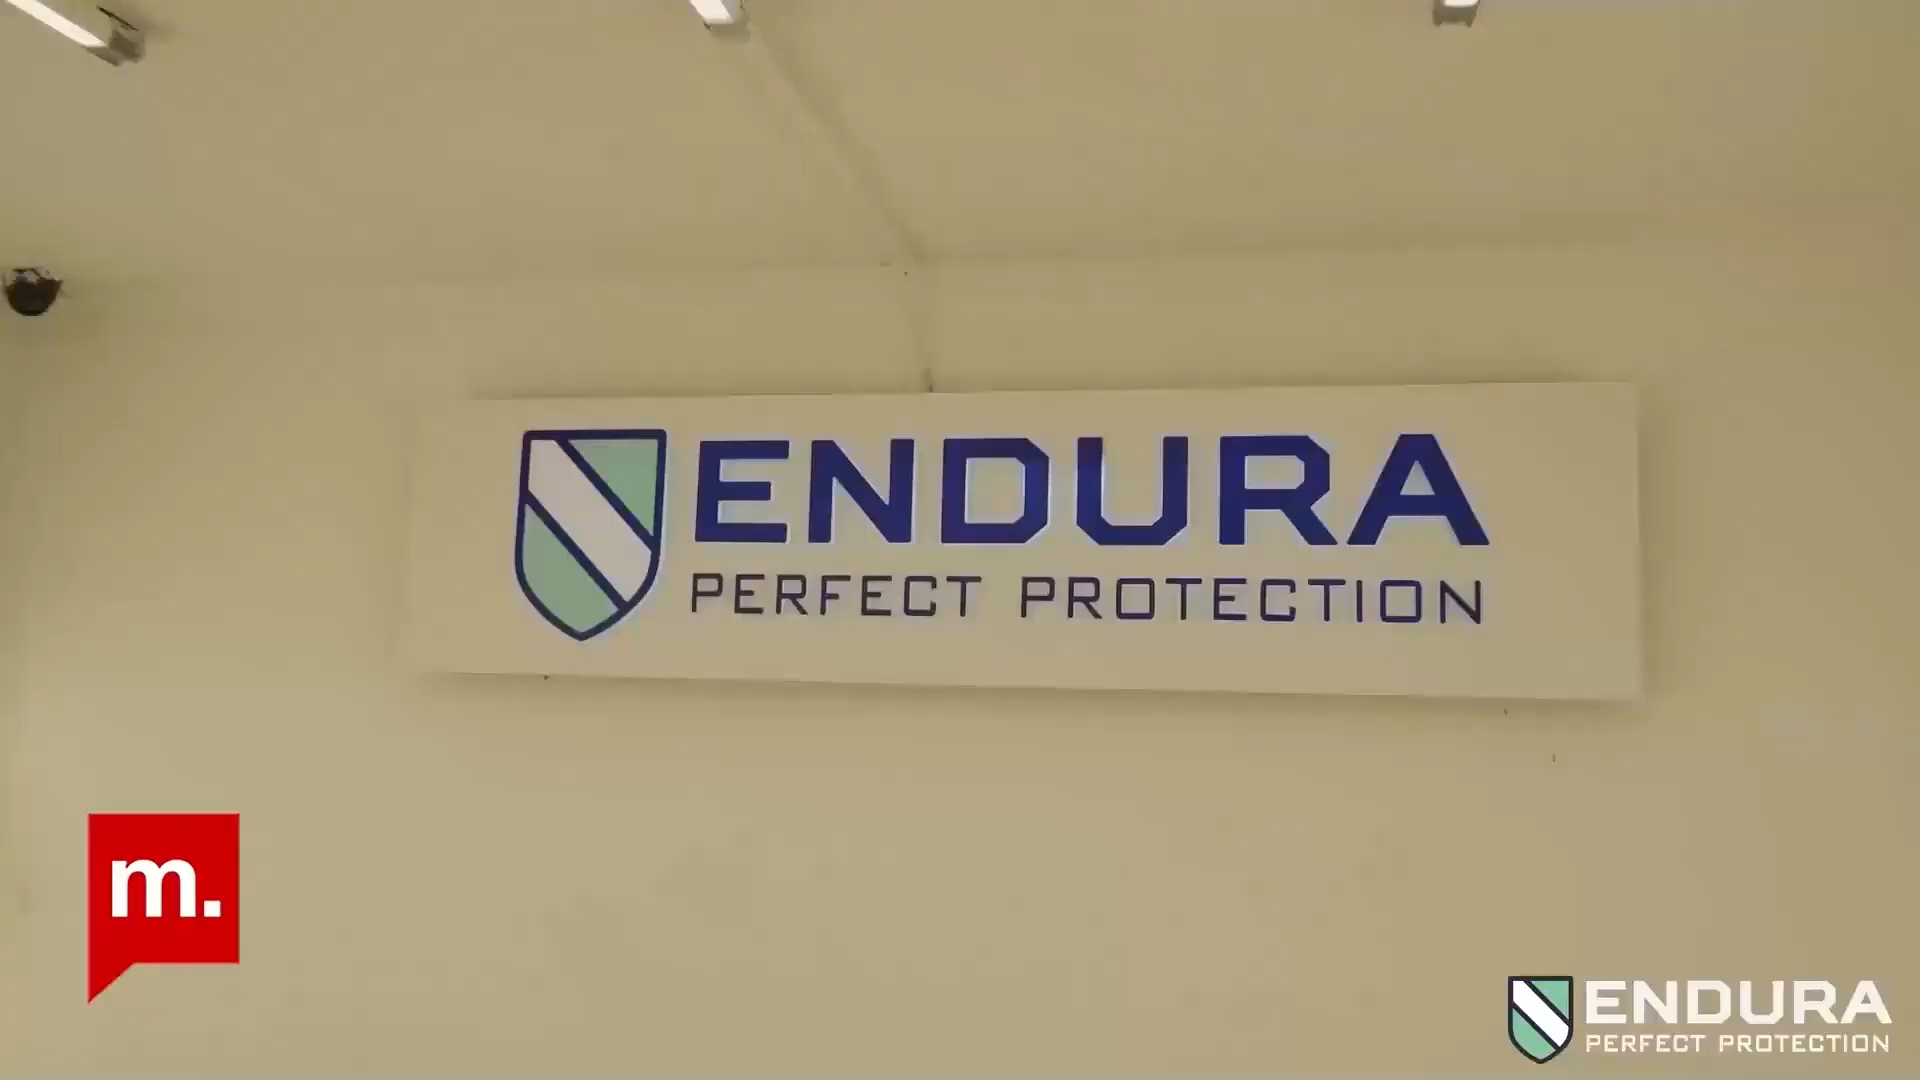 ENDURA
PERFECT PROTECTION
m.
ENDURA
PERFECT PROTECTION